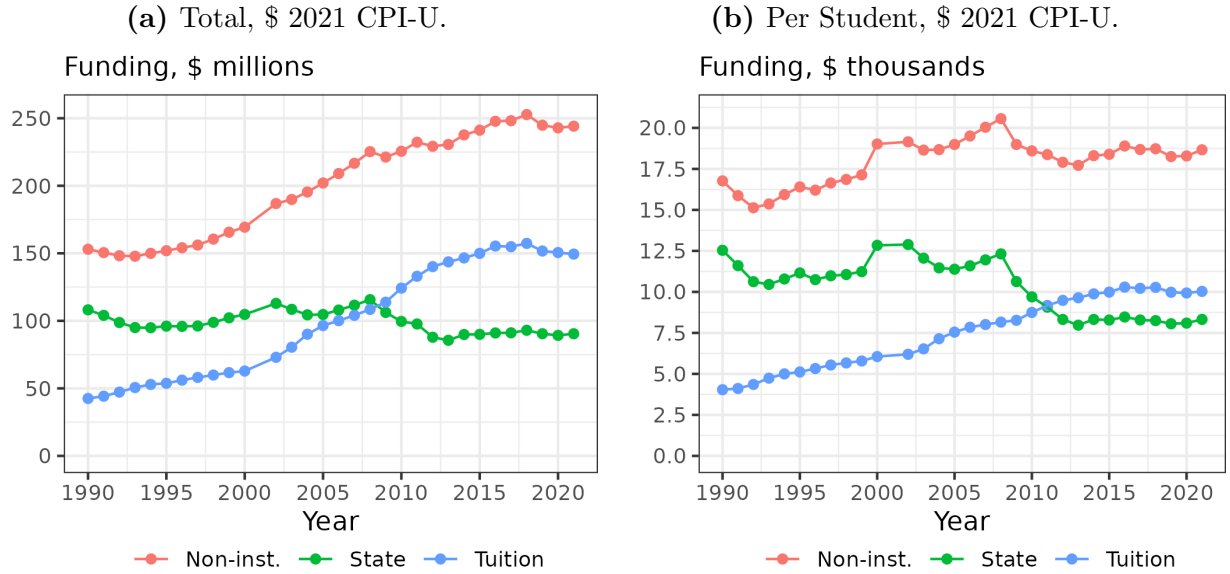 (a) Total, $ 2021 CPI-U.
Funding, $ millions
250
200
150
100
50
0
1990 1995 2000 2005 2010 2015 2020
Year
Non-inst. State Tuition
(b) Per Student, $ 2021 CPI-U.
Funding, $ thousands
20.0
17.5
15.0
12.5
10.0
7.5
5.0
2.5
0.0
1990 1995 2000 2005 2010 2015 2020
Year
Non-inst. State Tuition